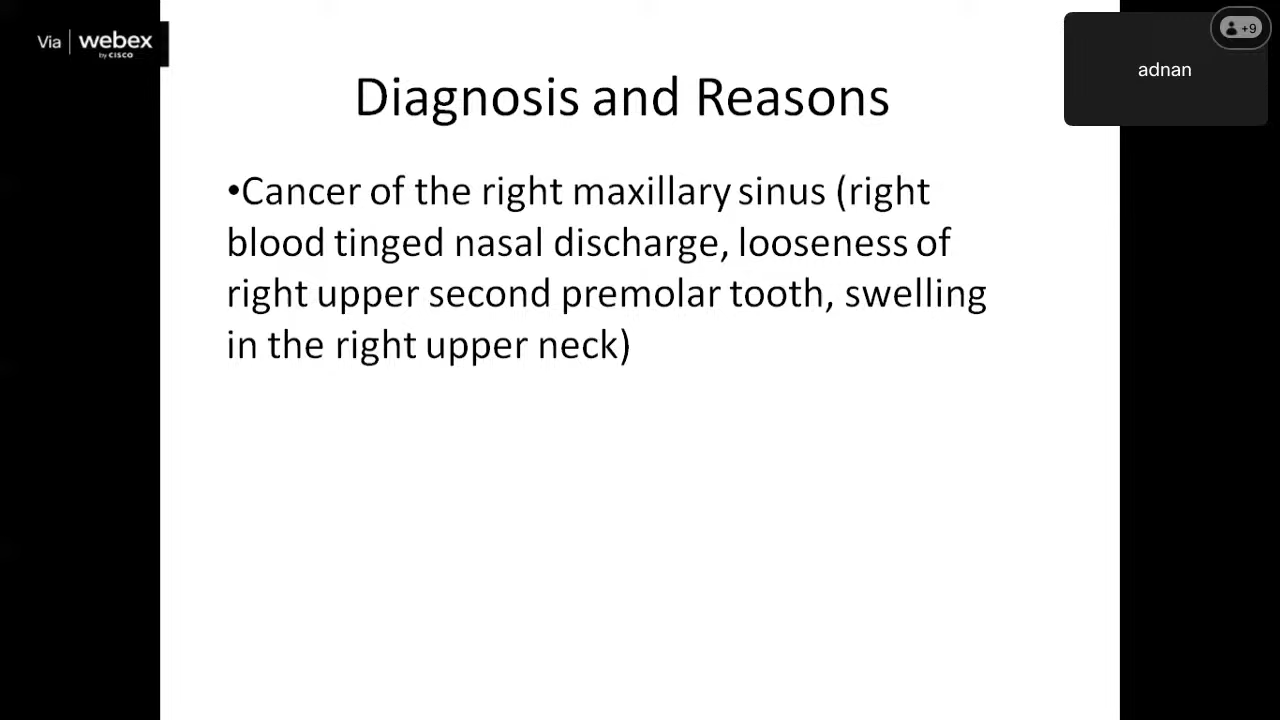 Via webex
by CISCO
+9
adnan
Diagnosis and Reasons
•Cancer of the right maxillary sinus (right
blood tinged nasal discharge, looseness of
right upper second premolar tooth, swelling
in the right upper neck)